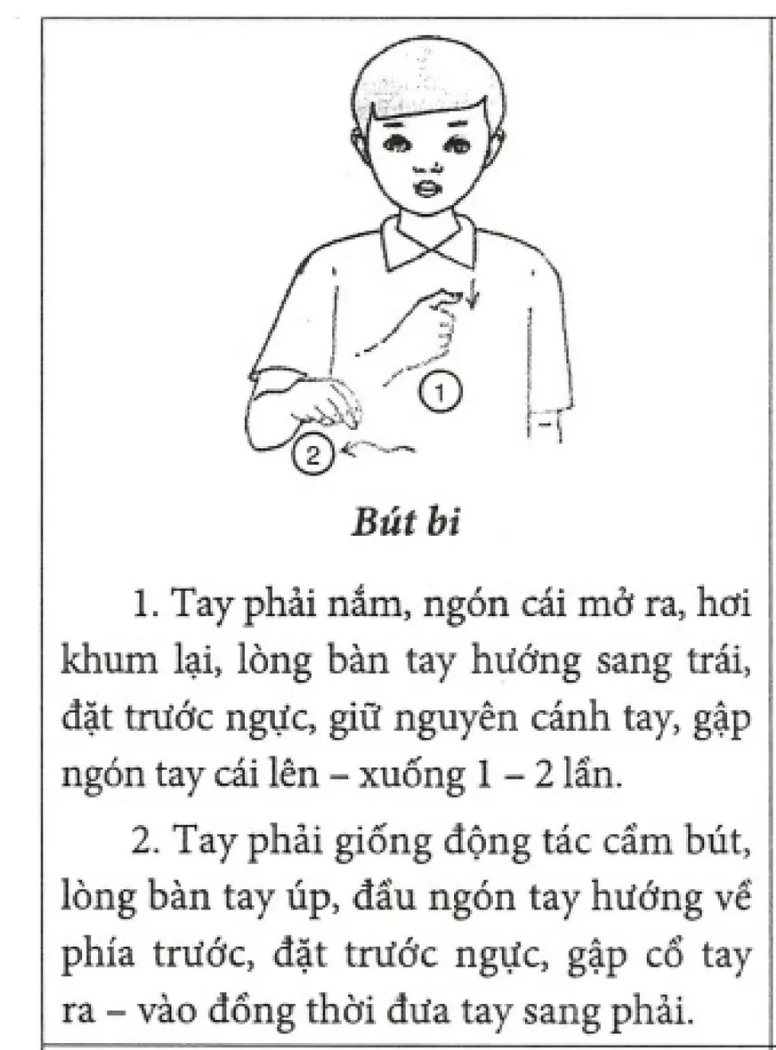 1
2
Bút bi
1. Tay phải nắm, ngón cái mở ra, hơi
khum lại, lòng bàn tay hướng sang trái,
đặt trước ngực, giữ nguyên cánh tay, gập
ngón tay cái lên – xuống 1 – 2 lần.
2. Tay phải giống động tác cầm bút,
lòng bàn tay úp, đầu ngón tay hướng về
phía trước, đặt trước ngực, gập cổ tay
ra – vào đồng thời đưa tay sang phải.